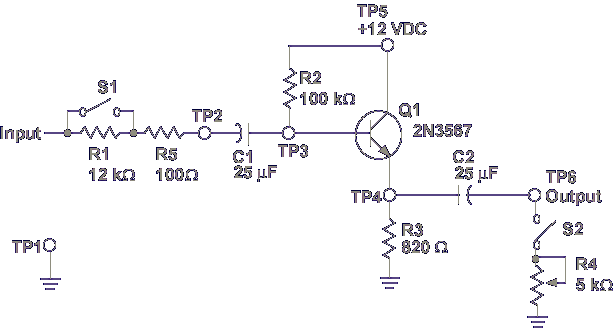 TP5
+12 VDC
S1
R2
100 kΩ
TP2
Q1
2N3567
Input
R1
12 kΩ
R5
100Ω
C1
25 μF
TP3
C2
25 μF
TP4
TP6
Output
R3
820 Ω
S2
TP1
R4
5 kΩ